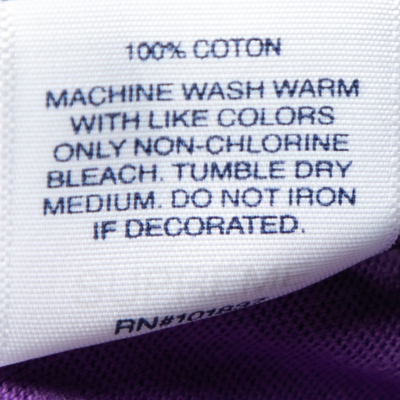 100% COTON
MACHINE WASH WARM
WITH LIKE COLORS
ONLY NON-CHLORINE
BLEACH. TUMBLE DRY
MEDIUM. DO NOT IRON
IF DECORATED.